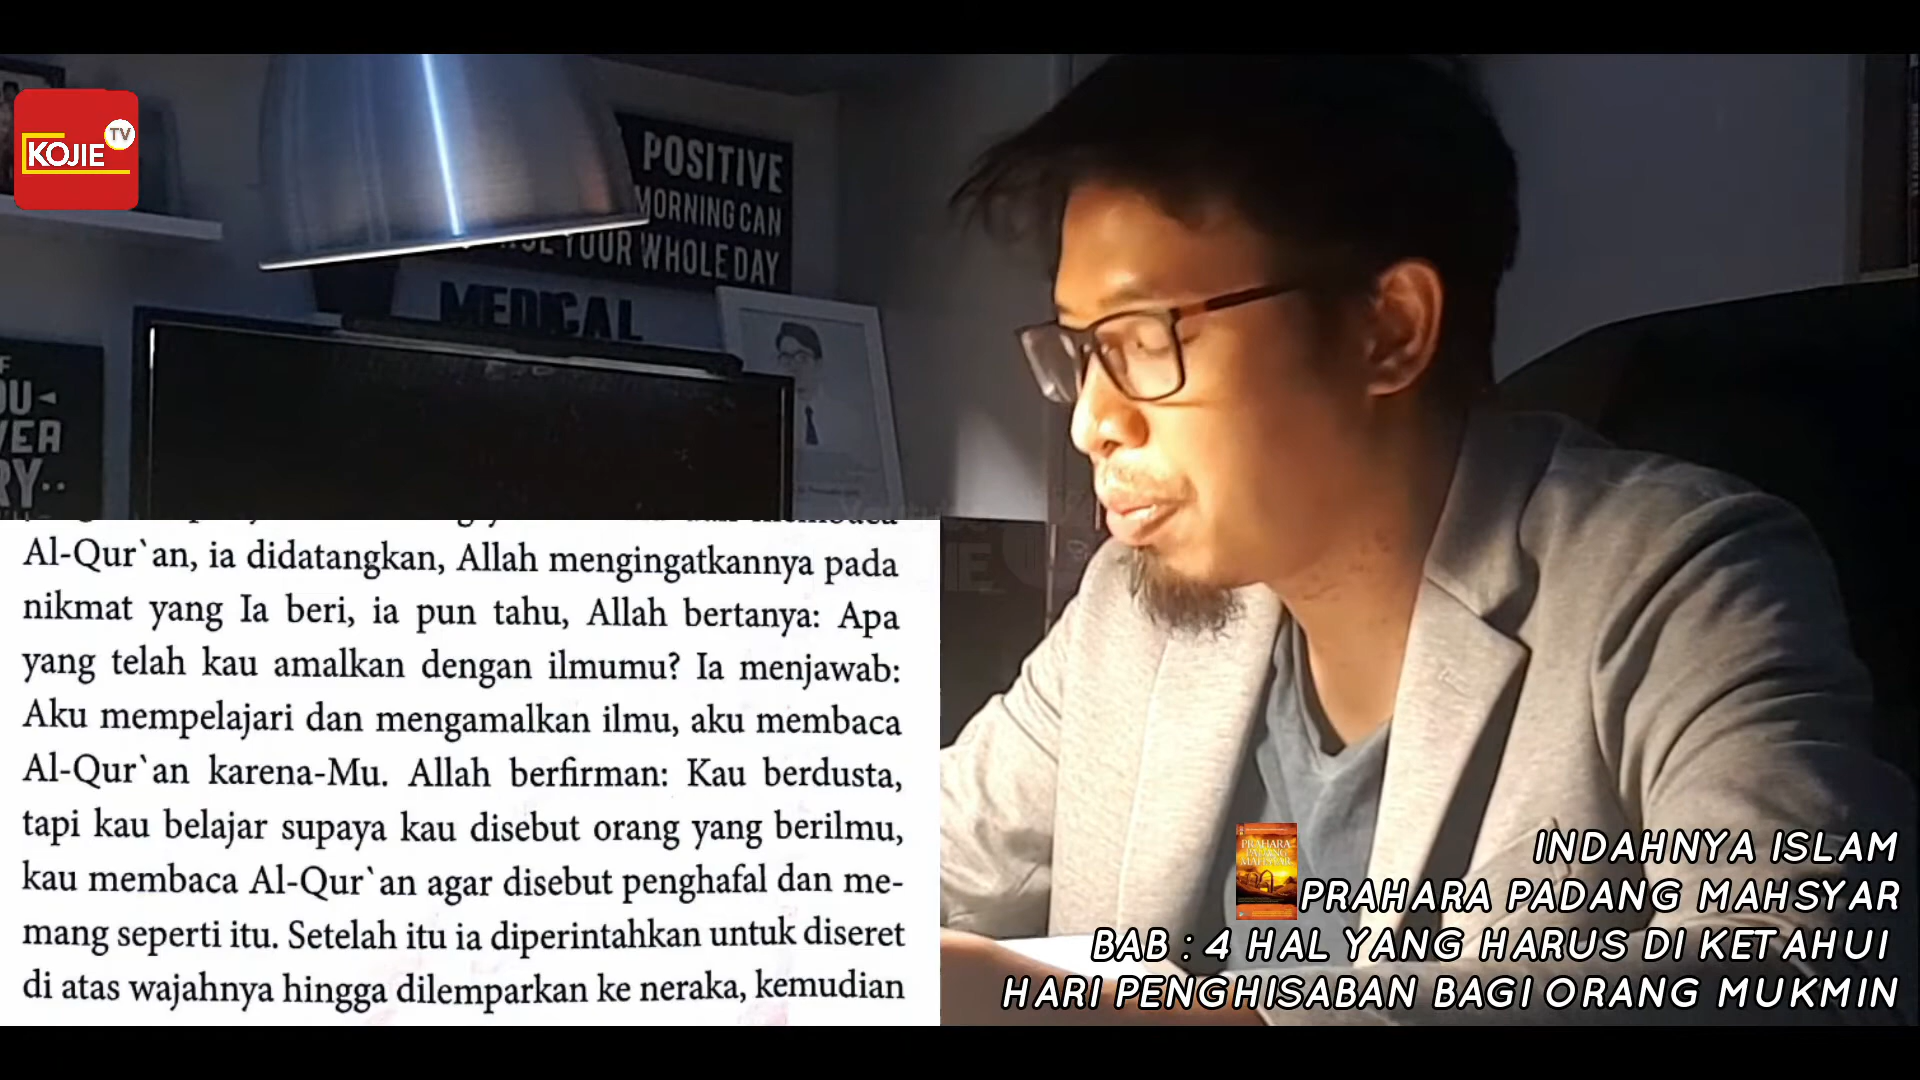 KOJIE TV
POSITIVE
MORNING CAN
YOUR WHOLE DAY
MEDICAL
Al-Qur`an, ia didatangkan, Allah mengingatkannya pada
nikmat yang Ia beri, ia pun tahu, Allah bertanya: Apa
yang telah kau amalkan dengan ilmumu? Ia menjawab:
Aku mempelajari dan mengamalkan ilmu, aku membaca
Al-Qur`an karena-Mu. Allah berfirman: Kau berdusta,
tapi kau belajar supaya kau disebut orang yang berilmu,
kau membaca Al-Qur`an agar disebut penghafal dan me-
mang seperti itu. Setelah itu ia diperintahkan untuk diseret
di atas wajahnya hingga dilemparkan ke neraka, kemudian
PRAHARA
PADANG
MAHSYAR
INDAHNYA ISLAM
PRAHARA PADANG MAHSYAR
BAB : 4 HAL YANG HARUS DI KETAHUI
HARI PENGHISABAN BAGI ORANG MUKMIN